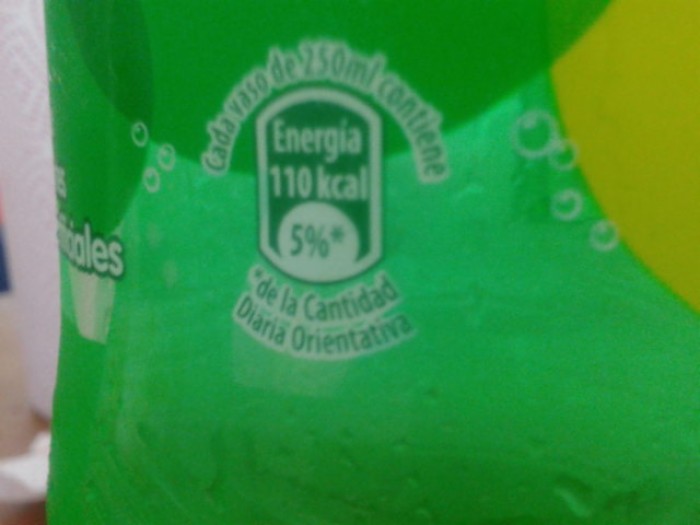 Cada vaso de 250ml contiene
Energía
110 kcal
5%*
*de la Cantidad
Diaria Orientativa